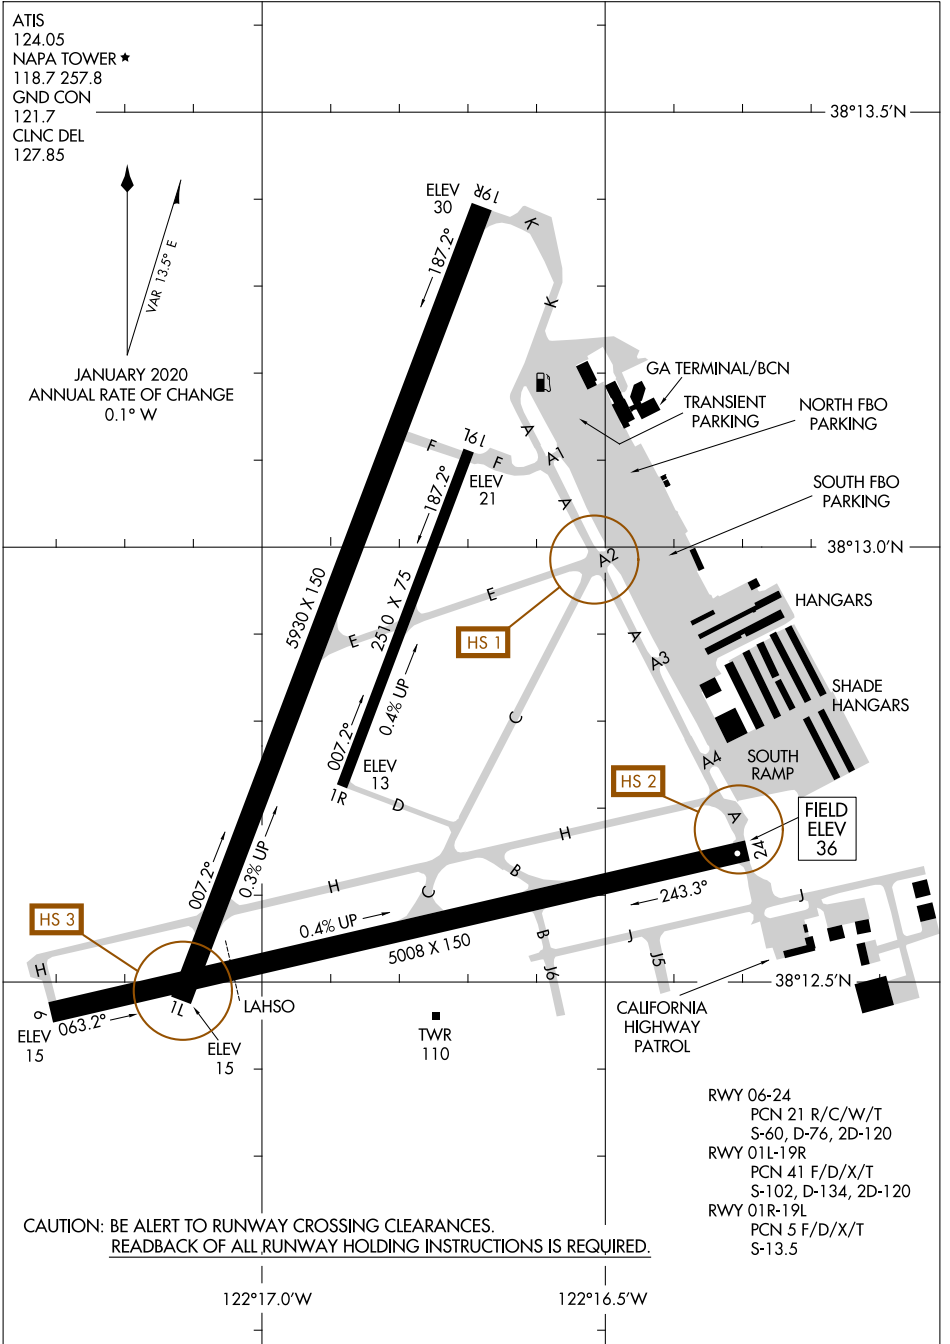 ATIS
124.05
NAPA TOWER ★
118.7 257.8
GND CON
121.7
CLNC DEL
127.85
38°13.5'N
VAR 13.5° E
JANUARY 2020
ANNUAL RATE OF CHANGE
0.1° W
ELEV
30
19R
187.2°
K
K
GA TERMINAL/BCN
TRANSIENT
PARKING
NORTH FBO
PARKING
SOUTH FBO
PARKING
A
A1
A
F
F
19L
ELEV
21
187.2°
38°13.0'N
A2
HS 1
E
E
5930 X 150
2510 X 75
HANGARS
A
A3
SHADE
HANGARS
C
007.2°
0.4% UP
1R
ELEV
13
D
A4
SOUTH
RAMP
HS 2
A
FIELD
ELEV
36
24
H
H
B
C
007.2°
0.3% UP
243.3°
0.4% UP
5008 X 150
HS 3
H
B
J
J
J5
J6
38°12.5'N
6
063.2°
ELEV
15
1L
ELEV
15
LAHSO
TWR
110
CALIFORNIA
HIGHWAY
PATROL
RWY 06-24
PCN 21 R/C/W/T
S-60, D-76, 2D-120
RWY 01L-19R
PCN 41 F/D/X/T
S-102, D-134, 2D-120
RWY 01R-19L
PCN 5 F/D/X/T
S-13.5
CAUTION: BE ALERT TO RUNWAY CROSSING CLEARANCES.
READBACK OF ALL RUNWAY HOLDING INSTRUCTIONS IS REQUIRED.
122°17.0'W
122°16.5'W